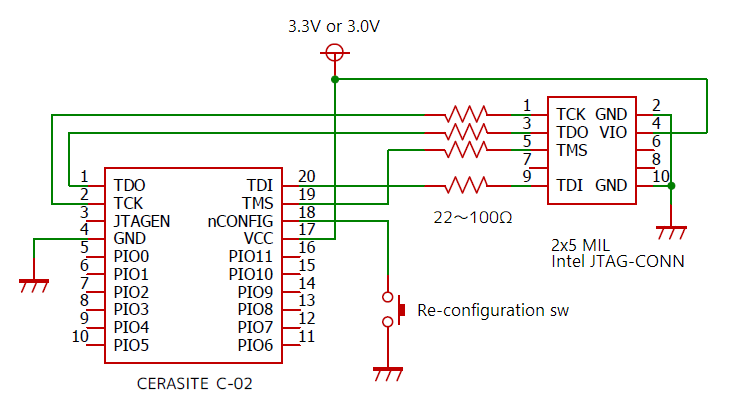 3.3V or 3.0V
1 TCK GND 2
3 TDO VIO 4
5 TMS 6
7 8
9 TDI GND 10
22～100Ω
2x5 MIL
Intel JTAG-CONN
1 TDO TDI 20
2 TCK TMS 19
3 JTAGEN nCONFIG 18
4 GND VCC 17
5 PIO0 PIO11 16
6 PIO1 PIO10 15
7 PIO2 PIO9 14
8 PIO3 PIO8 13
9 PIO4 PIO7 12
10 PIO5 PIO6 11
Re-configuration sw
CERASITE C-02